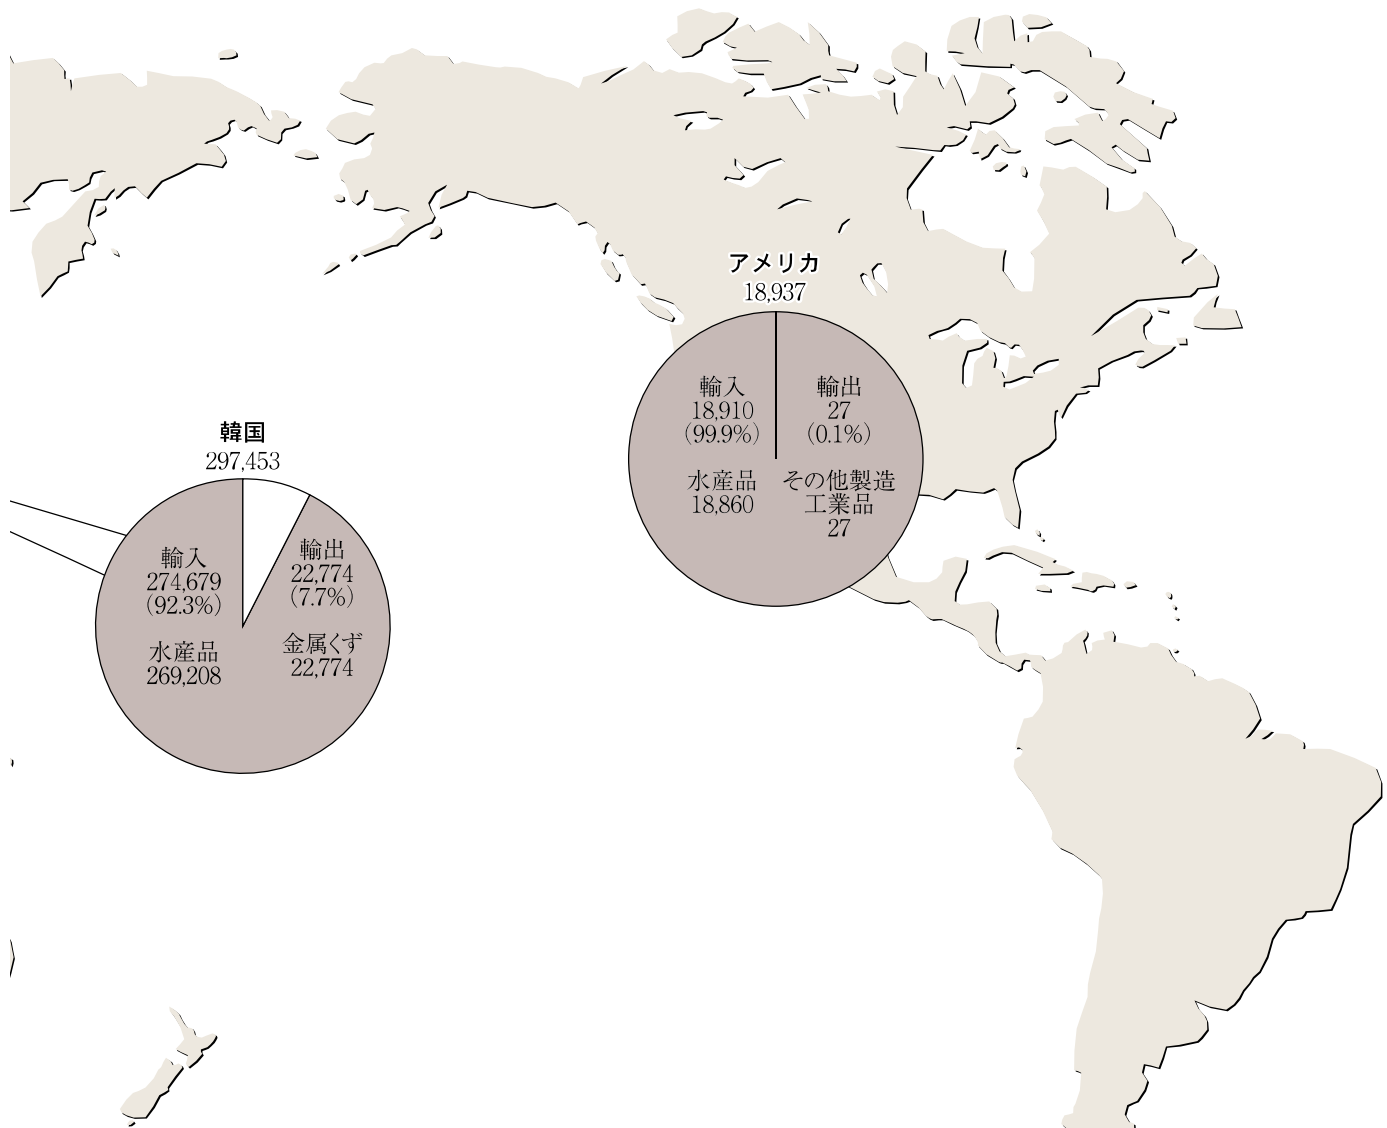 アメリカ
18,937
輸入
18,910
(99.9%)
水産品
18,860
輸出
27
(0.1%)
その他製造
工業品
27
韓国
297,453
輸入
274,679
(92.3%)
水産品
269,208
輸出
22,774
(7.7%)
金属くず
22,774